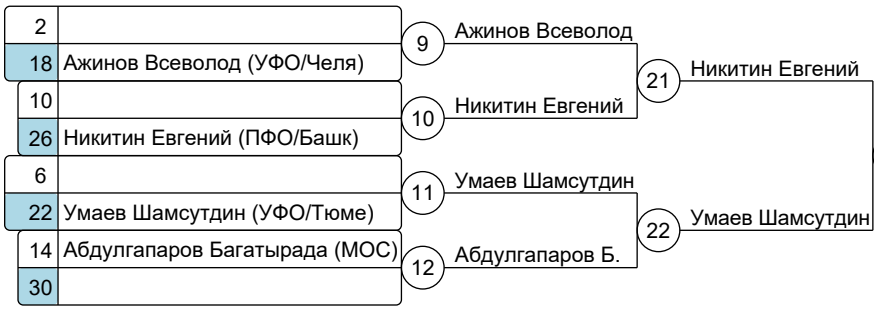 2
18 Ажинов Всеволод (УФО/Челя)
10
26 Никитин Евгений (ПФО/Башк)
6
22 Умаев Шамсутдин (УФО/Тюме)
14 Абдулгапаров Багатырада (МОС)
30
9 Ажинов Всеволод
10 Никитин Евгений
11 Умаев Шамсутдин
12 Абдулгапаров Б.
21 Никитин Евгений
22 Умаев Шамсутдин